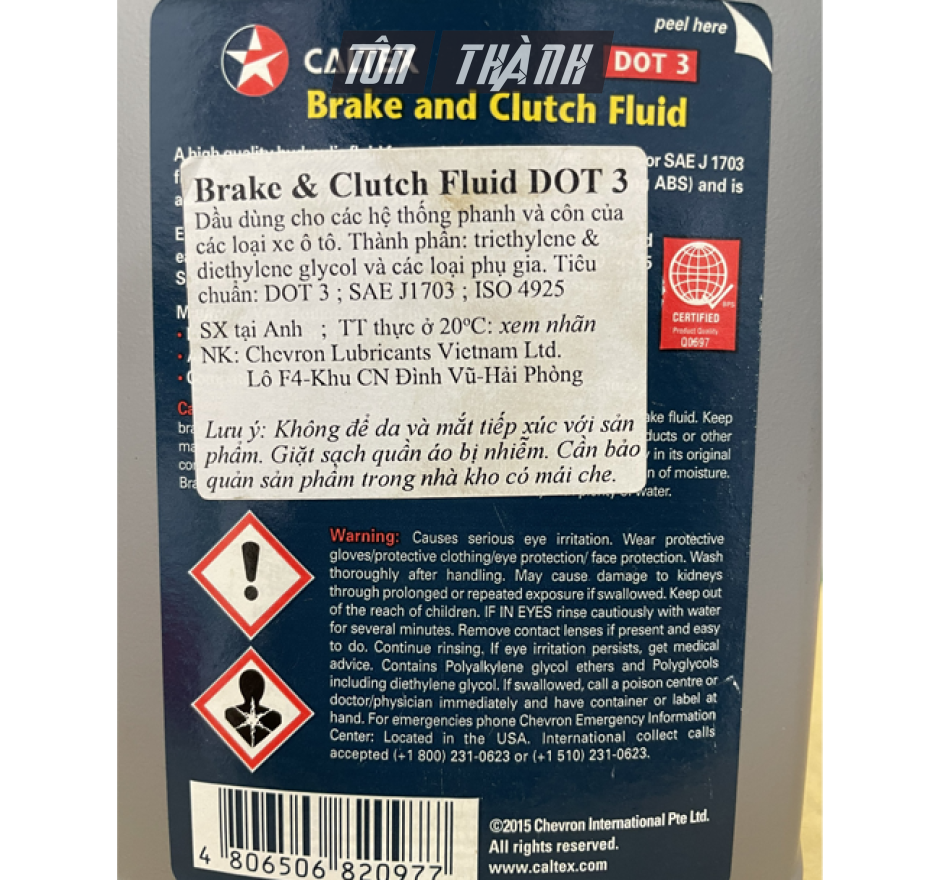 peel here
CALTEX
TÔN THÀNH
DOT 3
Brake and Clutch Fluid
A high quality hydraulic fluid
or SAE J 1703
ABS) and is
Brake & Clutch Fluid DOT 3
Dầu dùng cho các hệ thống phanh và côn của
các loại xe ô tô. Thành phần: triethylene &
diethylene glycol và các loại phụ gia. Tiêu
chuẩn: DOT 3 ; SAE J1703 ; ISO 4925
SX tại Anh ; TT thực ở 20ºC: xem nhãn
NK: Chevron Lubricants Vietnam Ltd.
Lô F4-Khu CN Đình Vũ-Hải Phòng
Lưu ý: Không để da và mắt tiếp xúc với sản
phẩm. Giặt sạch quần áo bị nhiễm. Cần bảo
quản sản phẩm trong nhà kho có mái che.
CERTIFIED
Product Quality
Q0697
ake fluid. Keep
ducts or other
in its original
n of moisture.
water.
Warning: Causes serious eye irritation. Wear protective
gloves/protective clothing/eye protection/ face protection. Wash
thoroughly after handling. May cause damage to kidneys
through prolonged or repeated exposure if swallowed. Keep out
of the reach of children. IF IN EYES rinse cautiously with water
for several minutes. Remove contact lenses if present and easy
to do. Continue rinsing. If eye irritation persists, get medical
advice. Contains Polyalkylene glycol ethers and Polyglycols
including diethylene glycol. If swallowed, call a poison centre or
doctor/physician immediately and have container or label at
hand. For emergencies phone Chevron Emergency Information
Center: Located in the USA. International collect calls
accepted (+1 800) 231-0623 or (+1 510) 231-0623.
4 806506 820977
©2015 Chevron International Pte Ltd.
All rights reserved.
www.caltex.com